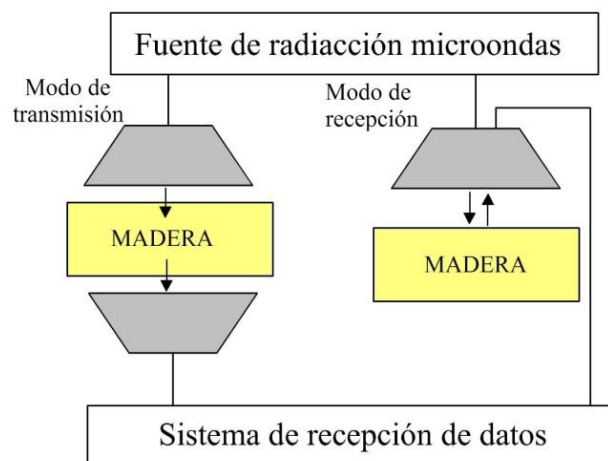 Fuente de radiacción microondas
Modo de
transmisión
Modo de
recepción
MADERA
MADERA
Sistema de recepción de datos